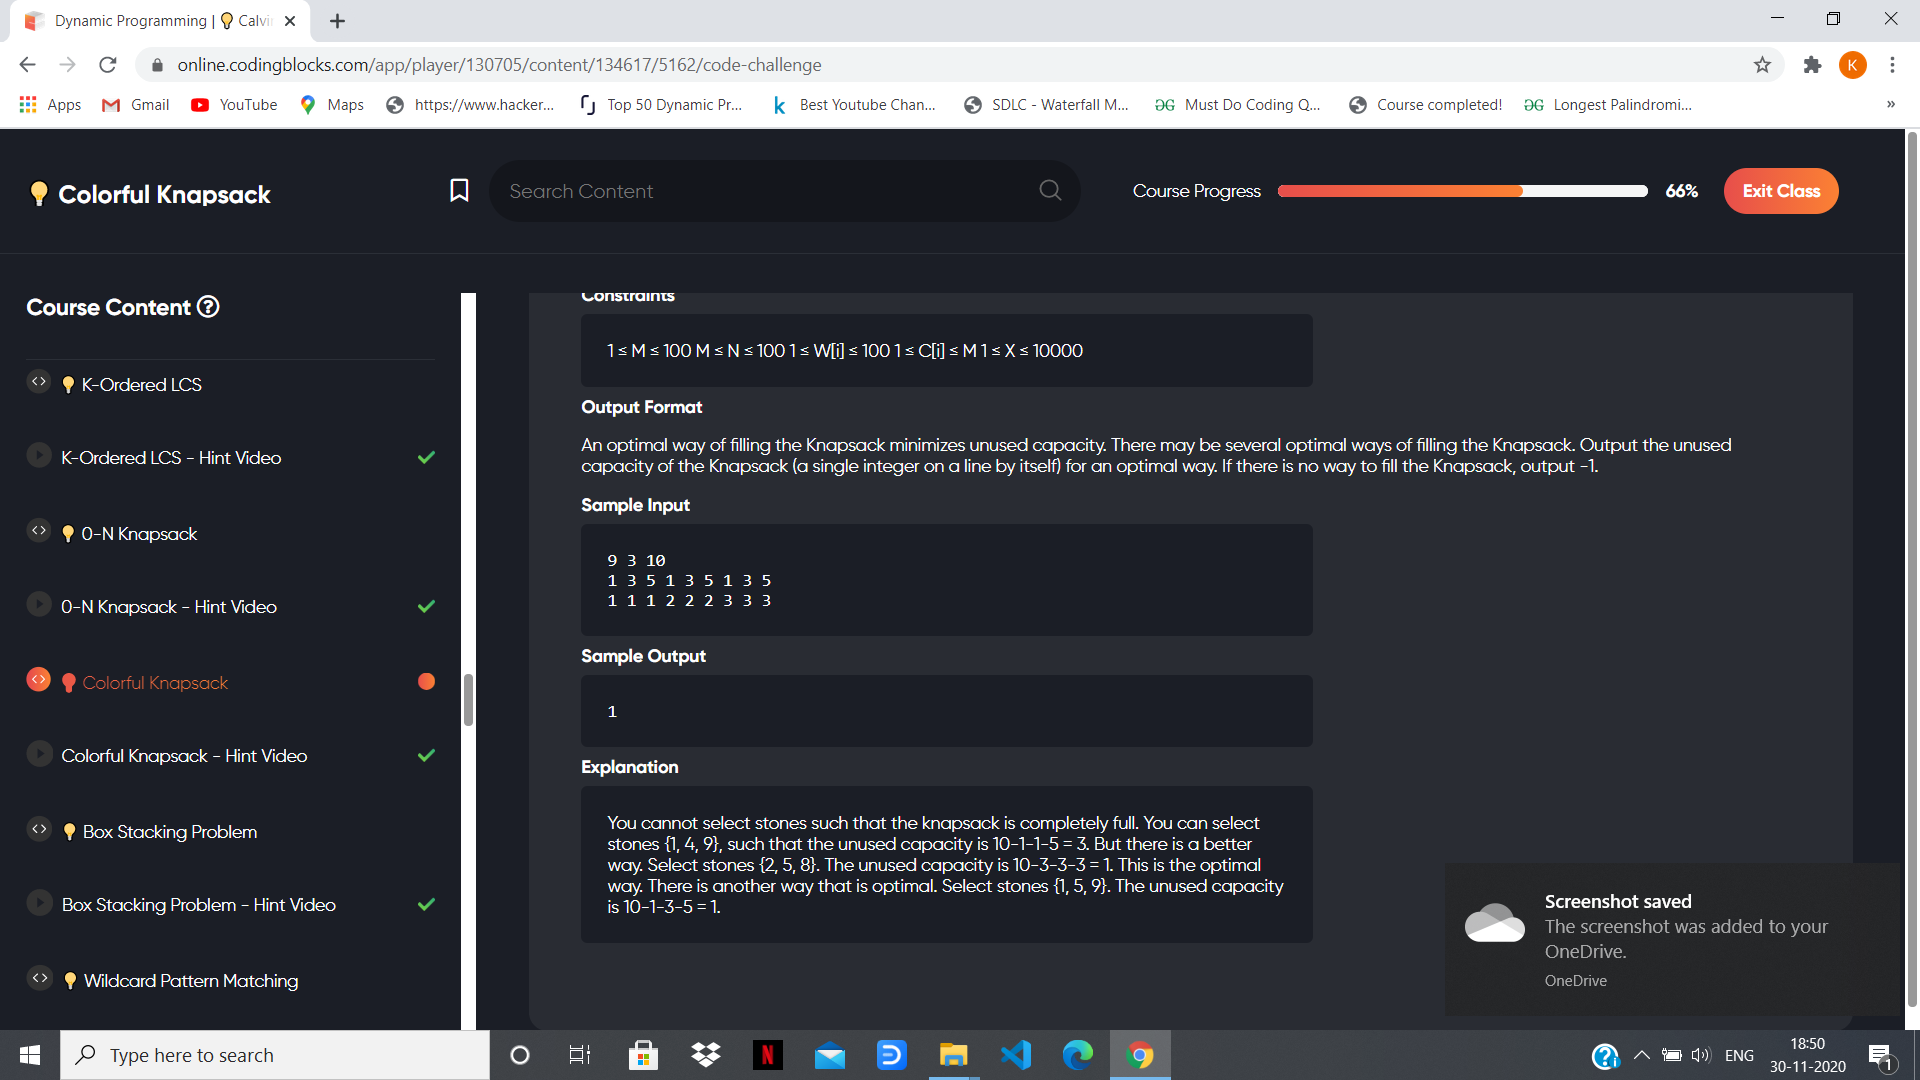 Dynamic Programming | 💡 Calvi
online.codingblocks.com/app/player/130705/content/134617/5162/code-challenge
K
Apps Gmail YouTube Maps https://www.hacker... Top 50 Dynamic Pr... Best Youtube Chan... SDLC - Waterfall M... Must Do Coding Q... Course completed! Longest Palindromi... »
💡 Colorful Knapsack
Search Content
Course Progress 66% Exit Class
Course Content
K-Ordered LCS
K-Ordered LCS - Hint Video
0-N Knapsack
0-N Knapsack - Hint Video
Colorful Knapsack
Colorful Knapsack - Hint Video
Box Stacking Problem
Box Stacking Problem - Hint Video
Wildcard Pattern Matching
Constraints
1 ≤ M ≤ 100 M ≤ N ≤ 100 1 ≤ W[i] ≤ 100 1 ≤ C[i] ≤ M 1 ≤ X ≤ 10000
Output Format
An optimal way of filling the Knapsack minimizes unused capacity. There may be several optimal ways of filling the Knapsack. Output the unused
capacity of the Knapsack (a single integer on a line by itself) for an optimal way. If there is no way to fill the Knapsack, output -1.
Sample Input
9 3 10
1 3 5 1 3 5 1 3 5
1 1 1 2 2 2 3 3 3
Sample Output
1
Explanation
You cannot select stones such that the knapsack is completely full. You can select
stones {1, 4, 9}, such that the unused capacity is 10-1-1-5 = 3. But there is a better
way. Select stones {2, 5, 8}. The unused capacity is 10-3-3-3 = 1. This is the optimal
way. There is another way that is optimal. Select stones {1, 5, 9}. The unused capacity
is 10-1-3-5 = 1.
Screenshot saved
The screenshot was added to your
OneDrive.
OneDrive
Type here to search
ENG
18:50
30-11-2020
1